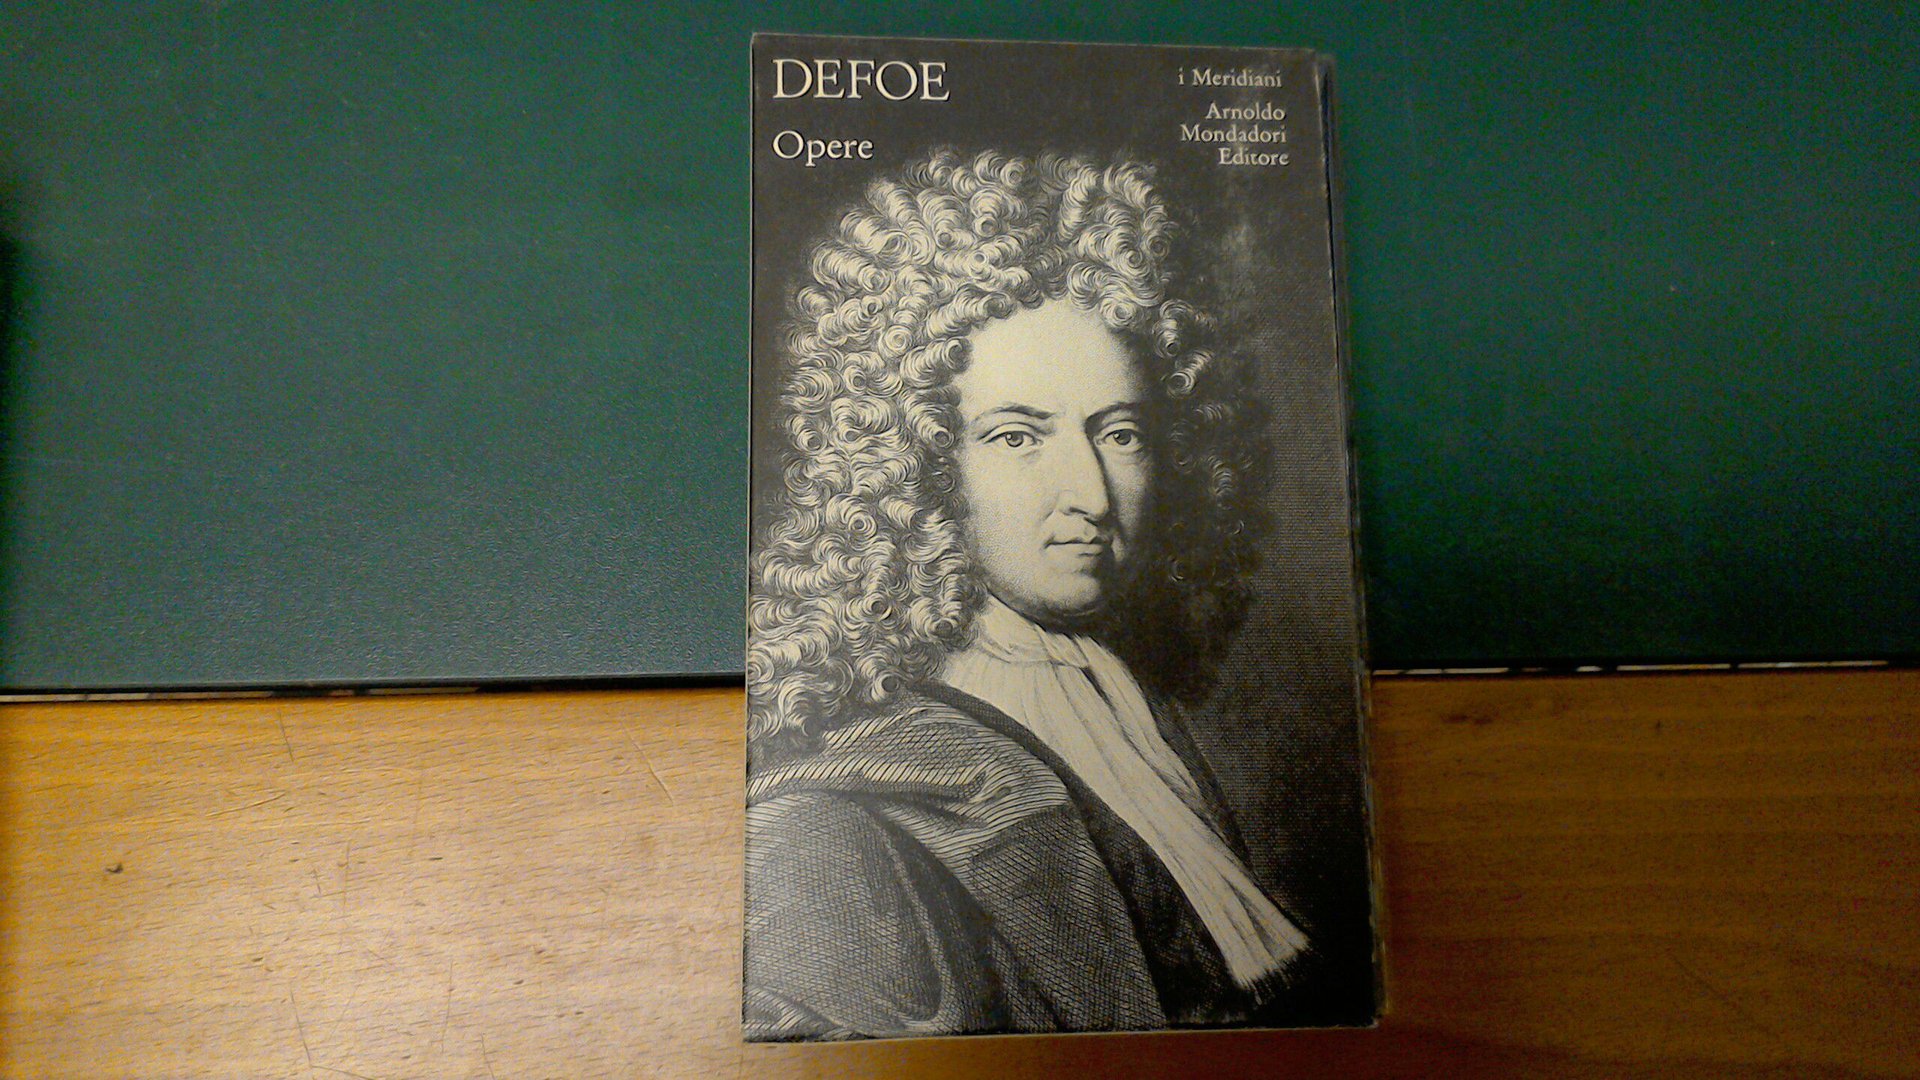 DEFOE
Opere
i Meridiani
Arnoldo
Mondadori
Editore